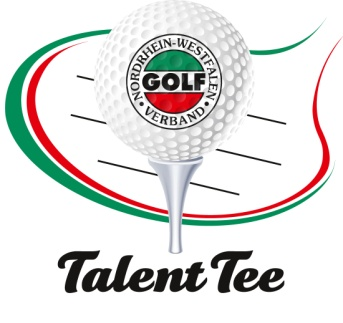 NORDRHEIN-WESTFALEN
GOLF
• VERBAND •
Talent Tee